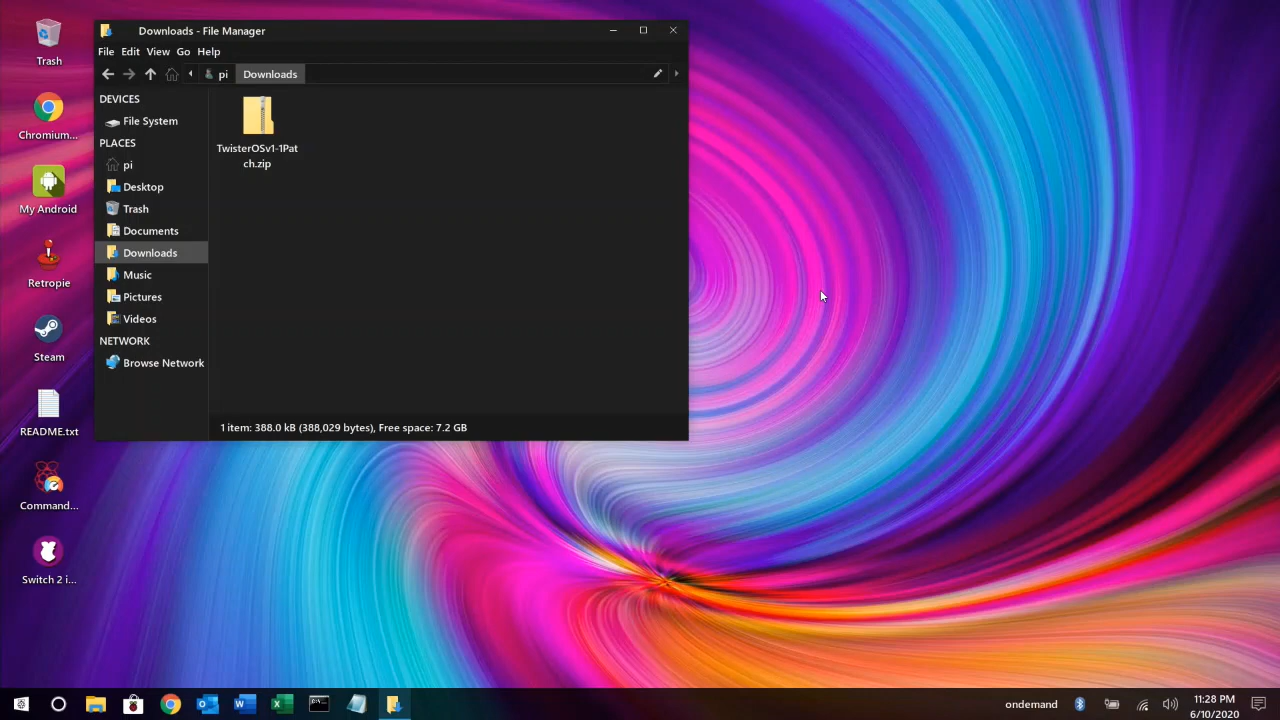 Trash
Chromium...
My Android
Retropie
Steam
README.txt
Command...
Switch 2 i...
Downloads - File Manager
File Edit View Go Help
pi Downloads
DEVICES
File System
PLACES
pi
Desktop
Trash
Documents
Downloads
Music
Pictures
Videos
NETWORK
Browse Network
TwisterOSv1-1Pat
ch.zip
1 item: 388.0 kB (388,029 bytes), Free space: 7.2 GB
ondemand
11:28 PM
6/10/2020